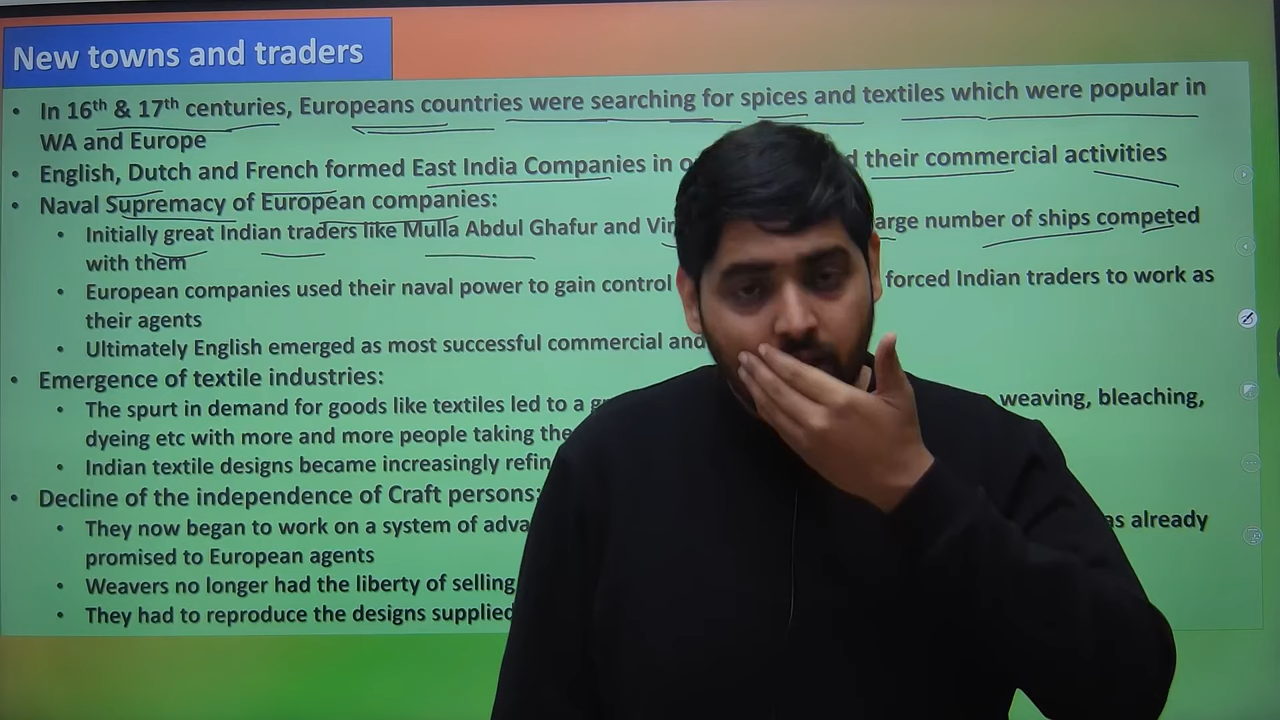 New towns and traders
• In 16th & 17th centuries, Europeans countries were searching for spices and textiles which were popular in
WA and Europe
• English, Dutch and French formed East India Companies in their commercial activities
• Naval Supremacy of European companies:
• Initially great Indian traders like Mulla Abdul Ghafur and number of ships competed
with them
• European companies used their naval power to gain control forced Indian traders to work as
their agents
• Ultimately English emerged as most successful commercial and
• Emergence of textile industries:
• The spurt in demand for goods like textiles led to a weaving, bleaching,
dyeing etc with more and more people taking
• Indian textile designs became increasingly
• Decline of the independence of Craft persons:
• They now began to work on a system of already
promised to European agents
• Weavers no longer had the liberty of selling
• They had to reproduce the designs supplied